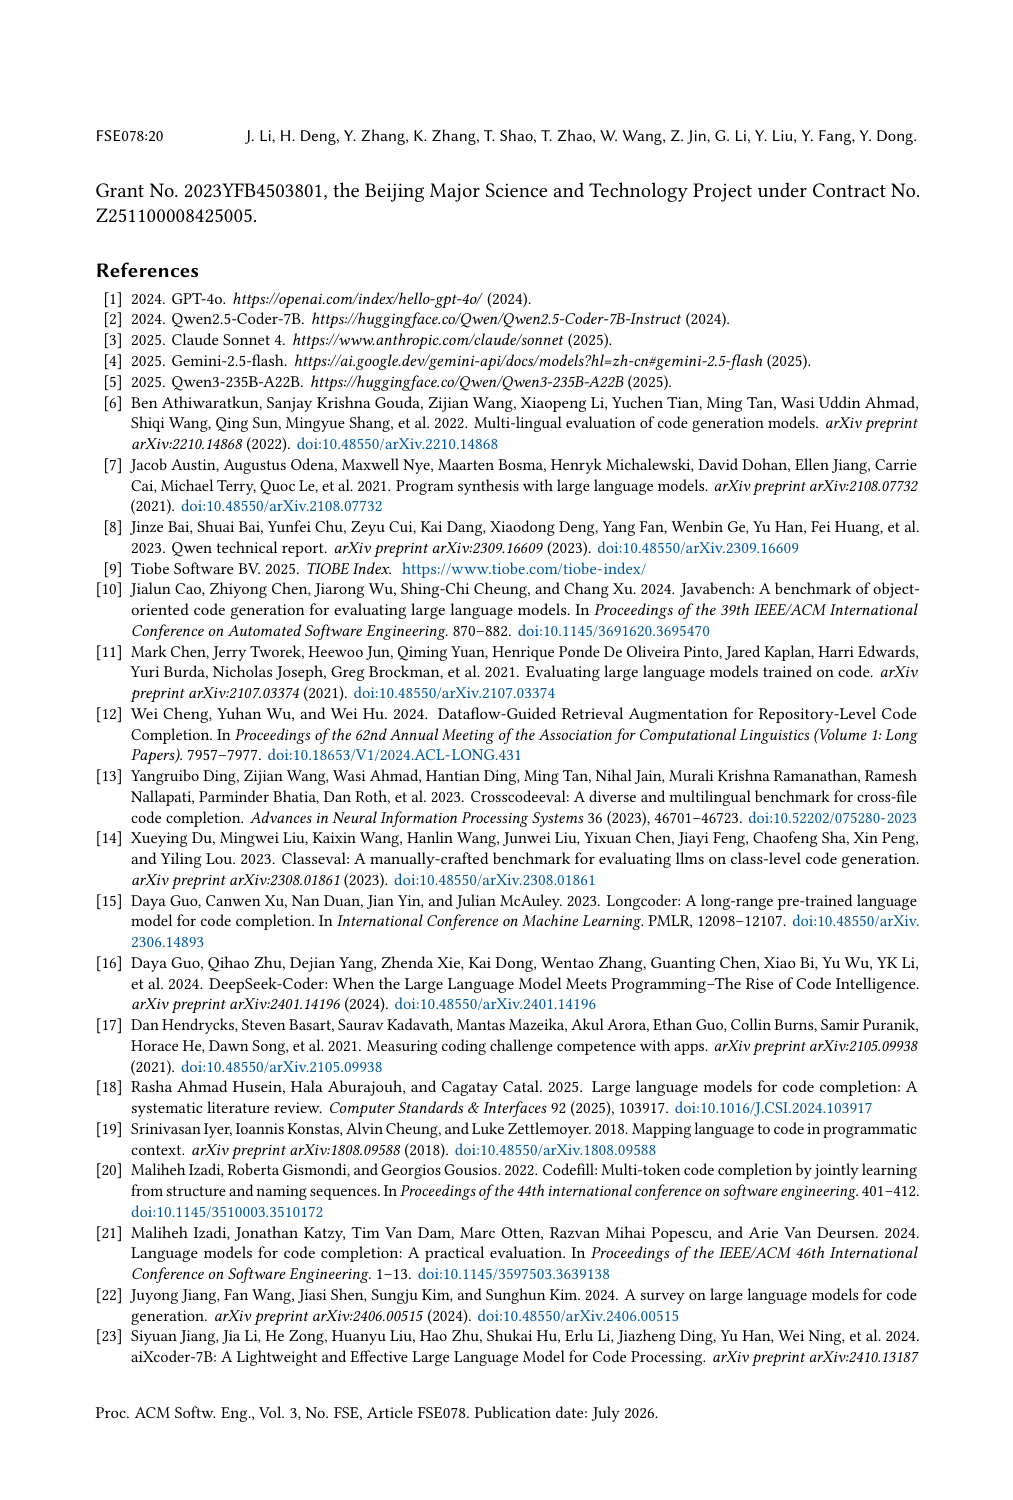 FSE078:20 J. Li, H. Deng, Y. Zhang, K. Zhang, T. Shao, T. Zhao, W. Wang, Z. Jin, G. Li, Y. Liu, Y. Fang, Y. Dong.
Grant No. 2023YFB4503801, the Beijing Major Science and Technology Project under Contract No.
Z251100008425005.
References
[1] 2024. GPT-4o. https://openai.com/index/hello-gpt-4o/ (2024).
[2] 2024. Qwen2.5-Coder-7B. https://huggingface.co/Qwen/Qwen2.5-Coder-7B-Instruct (2024).
[3] 2025. Claude Sonnet 4. https://www.anthropic.com/claude/sonnet (2025).
[4] 2025. Gemini-2.5-flash. https://ai.google.dev/gemini-api/docs/models?hl=zh-cn#gemini-2.5-flash (2025).
[5] 2025. Qwen3-235B-A22B. https://huggingface.co/Qwen/Qwen3-235B-A22B (2025).
[6] Ben Athiwaratkun, Sanjay Krishna Gouda, Zijian Wang, Xiaopeng Li, Yuchen Tian, Ming Tan, Wasi Uddin Ahmad,
Shiqi Wang, Qing Sun, Mingyue Shang, et al. 2022. Multi-lingual evaluation of code generation models. arXiv preprint
arXiv:2210.14868 (2022). doi:10.48550/arXiv.2210.14868
[7] Jacob Austin, Augustus Odena, Maxwell Nye, Maarten Bosma, Henryk Michalewski, David Dohan, Ellen Jiang, Carrie
Cai, Michael Terry, Quoc Le, et al. 2021. Program synthesis with large language models. arXiv preprint arXiv:2108.07732
(2021). doi:10.48550/arXiv.2108.07732
[8] Jinze Bai, Shuai Bai, Yunfei Chu, Zeyu Cui, Kai Dang, Xiaodong Deng, Yang Fan, Wenbin Ge, Yu Han, Fei Huang, et al.
2023. Qwen technical report. arXiv preprint arXiv:2309.16609 (2023). doi:10.48550/arXiv.2309.16609
[9] Tiobe Software BV. 2025. TIOBE Index. https://www.tiobe.com/tiobe-index/
[10] Jialun Cao, Zhiyong Chen, Jiarong Wu, Shing-Chi Cheung, and Chang Xu. 2024. Javabench: A benchmark of object-
oriented code generation for evaluating large language models. In Proceedings of the 39th IEEE/ACM International
Conference on Automated Software Engineering. 870–882. doi:10.1145/3691620.3695470
[11] Mark Chen, Jerry Tworek, Heewoo Jun, Qiming Yuan, Henrique Ponde De Oliveira Pinto, Jared Kaplan, Harri Edwards,
Yuri Burda, Nicholas Joseph, Greg Brockman, et al. 2021. Evaluating large language models trained on code. arXiv
preprint arXiv:2107.03374 (2021). doi:10.48550/arXiv.2107.03374
[12] Wei Cheng, Yuhan Wu, and Wei Hu. 2024. Dataflow-Guided Retrieval Augmentation for Repository-Level Code
Completion. In Proceedings of the 62nd Annual Meeting of the Association for Computational Linguistics (Volume 1: Long
Papers). 7957–7977. doi:10.18653/V1/2024.ACL-LONG.431
[13] Yangruibo Ding, Zijian Wang, Wasi Ahmad, Hantian Ding, Ming Tan, Nihal Jain, Murali Krishna Ramanathan, Ramesh
Nallapati, Parminder Bhatia, Dan Roth, et al. 2023. Crosscodeeval: A diverse and multilingual benchmark for cross-file
code completion. Advances in Neural Information Processing Systems 36 (2023), 46701–46723. doi:10.52202/075280-2023
[14] Xueying Du, Mingwei Liu, Kaixin Wang, Hanlin Wang, Junwei Liu, Yixuan Chen, Jiayi Feng, Chaofeng Sha, Xin Peng,
and Yiling Lou. 2023. Classeval: A manually-crafted benchmark for evaluating llms on class-level code generation.
arXiv preprint arXiv:2308.01861 (2023). doi:10.48550/arXiv.2308.01861
[15] Daya Guo, Canwen Xu, Nan Duan, Jian Yin, and Julian McAuley. 2023. Longcoder: A long-range pre-trained language
model for code completion. In International Conference on Machine Learning. PMLR, 12098–12107. doi:10.48550/arXiv.
2306.14893
[16] Daya Guo, Qihao Zhu, Dejian Yang, Zhenda Xie, Kai Dong, Wentao Zhang, Guanting Chen, Xiao Bi, Yu Wu, YK Li,
et al. 2024. DeepSeek-Coder: When the Large Language Model Meets Programming–The Rise of Code Intelligence.
arXiv preprint arXiv:2401.14196 (2024). doi:10.48550/arXiv.2401.14196
[17] Dan Hendrycks, Steven Basart, Saurav Kadavath, Mantas Mazeika, Akul Arora, Ethan Guo, Collin Burns, Samir Puranik,
Horace He, Dawn Song, et al. 2021. Measuring coding challenge competence with apps. arXiv preprint arXiv:2105.09938
(2021). doi:10.48550/arXiv.2105.09938
[18] Rasha Ahmad Husein, Hala Aburajouh, and Cagatay Catal. 2025. Large language models for code completion: A
systematic literature review. Computer Standards & Interfaces 92 (2025), 103917. doi:10.1016/J.CSI.2024.103917
[19] Srinivasan Iyer, Ioannis Konstas, Alvin Cheung, and Luke Zettlemoyer. 2018. Mapping language to code in programmatic
context. arXiv preprint arXiv:1808.09588 (2018). doi:10.48550/arXiv.1808.09588
[20] Maliheh Izadi, Roberta Gismondi, and Georgios Gousios. 2022. Codefill: Multi-token code completion by jointly learning
from structure and naming sequences. In Proceedings of the 44th international conference on software engineering. 401–412.
doi:10.1145/3510003.3510172
[21] Maliheh Izadi, Jonathan Katzy, Tim Van Dam, Marc Otten, Razvan Mihai Popescu, and Arie Van Deursen. 2024.
Language models for code completion: A practical evaluation. In Proceedings of the IEEE/ACM 46th International
Conference on Software Engineering. 1–13. doi:10.1145/3597503.3639138
[22] Juyong Jiang, Fan Wang, Jiasi Shen, Sungju Kim, and Sunghun Kim. 2024. A survey on large language models for code
generation. arXiv preprint arXiv:2406.00515 (2024). doi:10.48550/arXiv.2406.00515
[23] Siyuan Jiang, Jia Li, He Zong, Huanyu Liu, Hao Zhu, Shukai Hu, Erlu Li, Jiazheng Ding, Yu Han, Wei Ning, et al. 2024.
aiXcoder-7B: A Lightweight and Effective Large Language Model for Code Processing. arXiv preprint arXiv:2410.13187
Proc. ACM Softw. Eng., Vol. 3, No. FSE, Article FSE078. Publication date: July 2026.